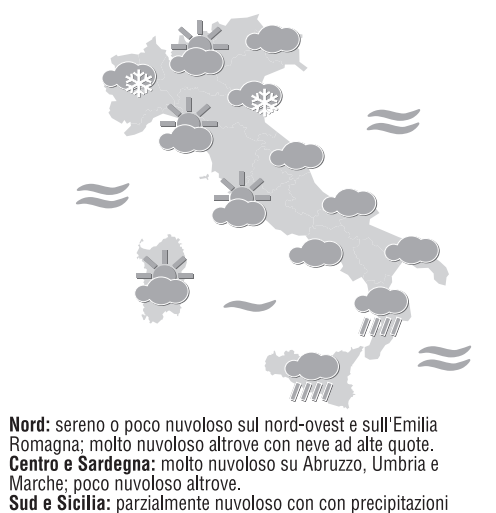 Nord: sereno o poco nuvoloso sul nord-ovest e sull'Emilia
Romagna; molto nuvoloso altrove con neve ad alte quote.
Centro e Sardegna: molto nuvoloso su Abruzzo, Umbria e
Marche; poco nuvoloso altrove.
Sud e Sicilia: parzialmente nuvoloso con con precipitazioni